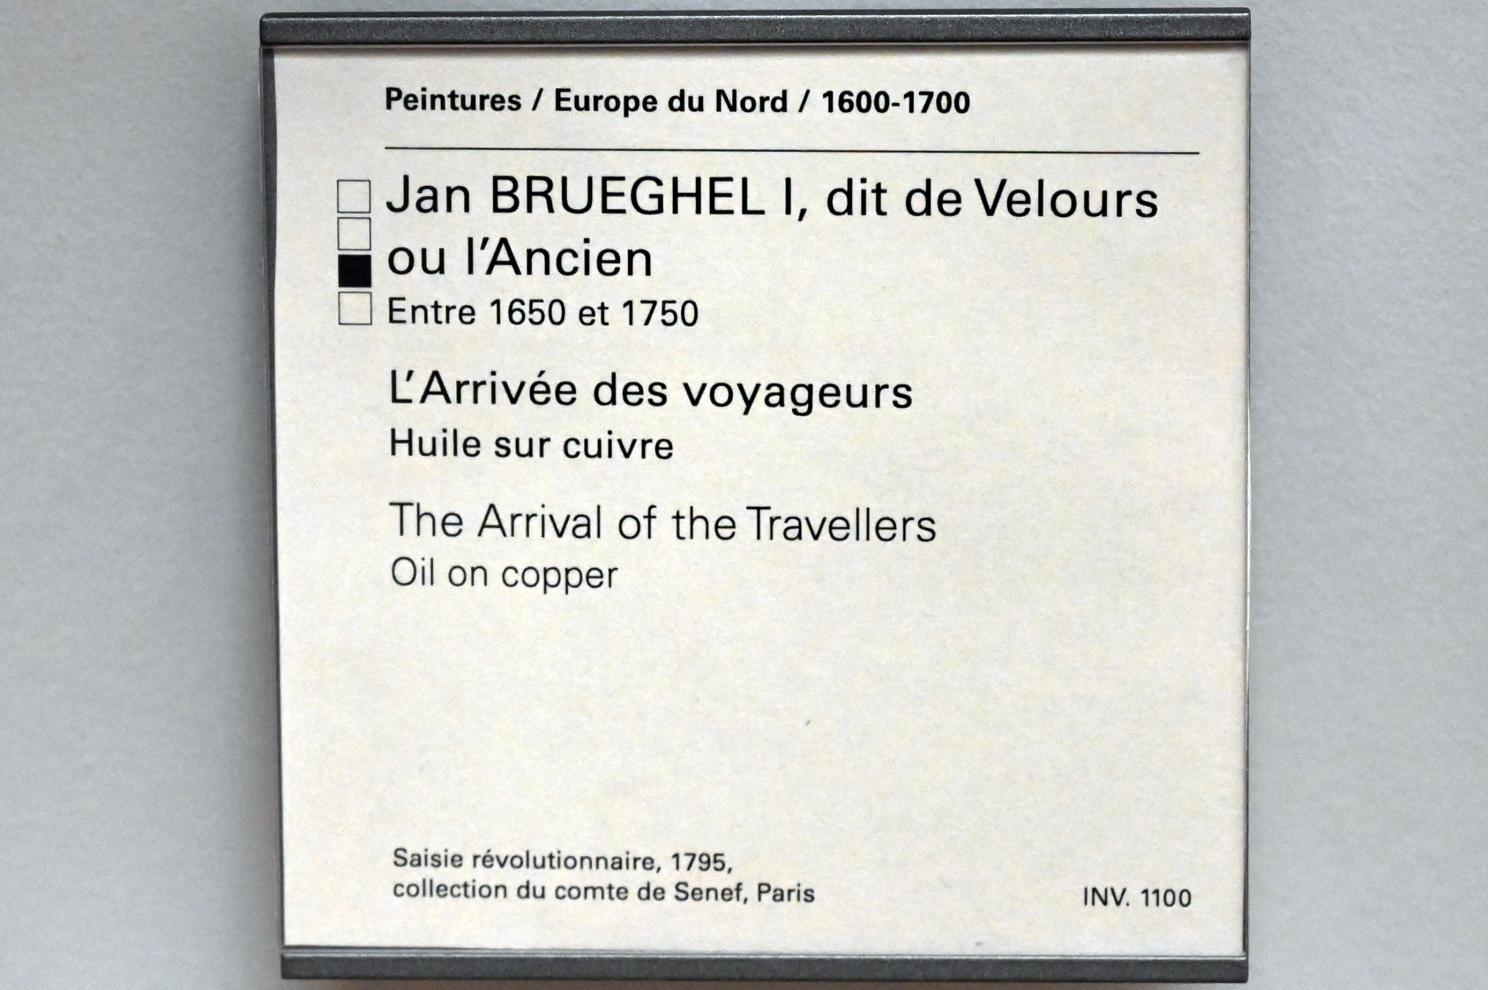 Peintures / Europe du Nord / 1600-1700
Jan BRUEGHEL I, dit de Velours
ou l'Ancien
Entre 1650 et 1750
L'Arrivée des voyageurs
Huile sur cuivre
The Arrival of the Travellers
Oil on copper
Saisie révolutionnaire, 1795,
collection du comte de Senef, Paris
INV. 1100